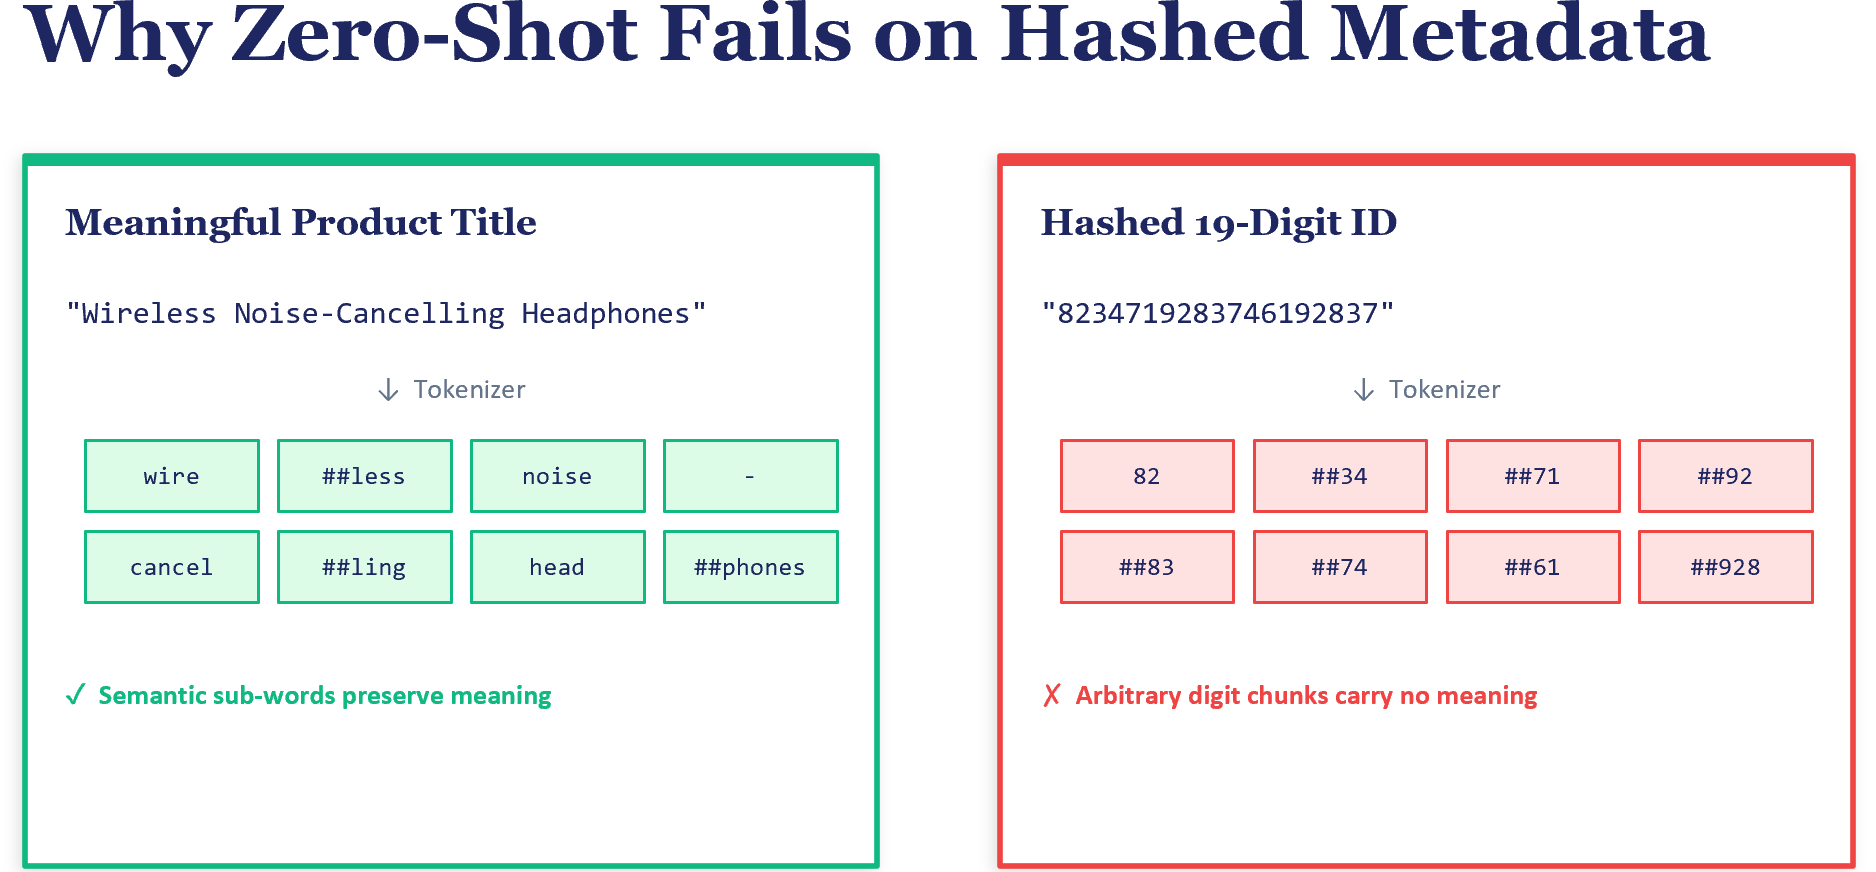 Why Zero-Shot Fails on Hashed Metadata
Meaningful Product Title
"Wireless Noise-Cancelling Headphones"
↓ Tokenizer
wire ##less noise -
cancel ##ling head ##phones
✓ Semantic sub-words preserve meaning
Hashed 19-Digit ID
"8234719283746192837"
↓ Tokenizer
82 ##34 ##71 ##92
##83 ##74 ##61 ##928
✗ Arbitrary digit chunks carry no meaning